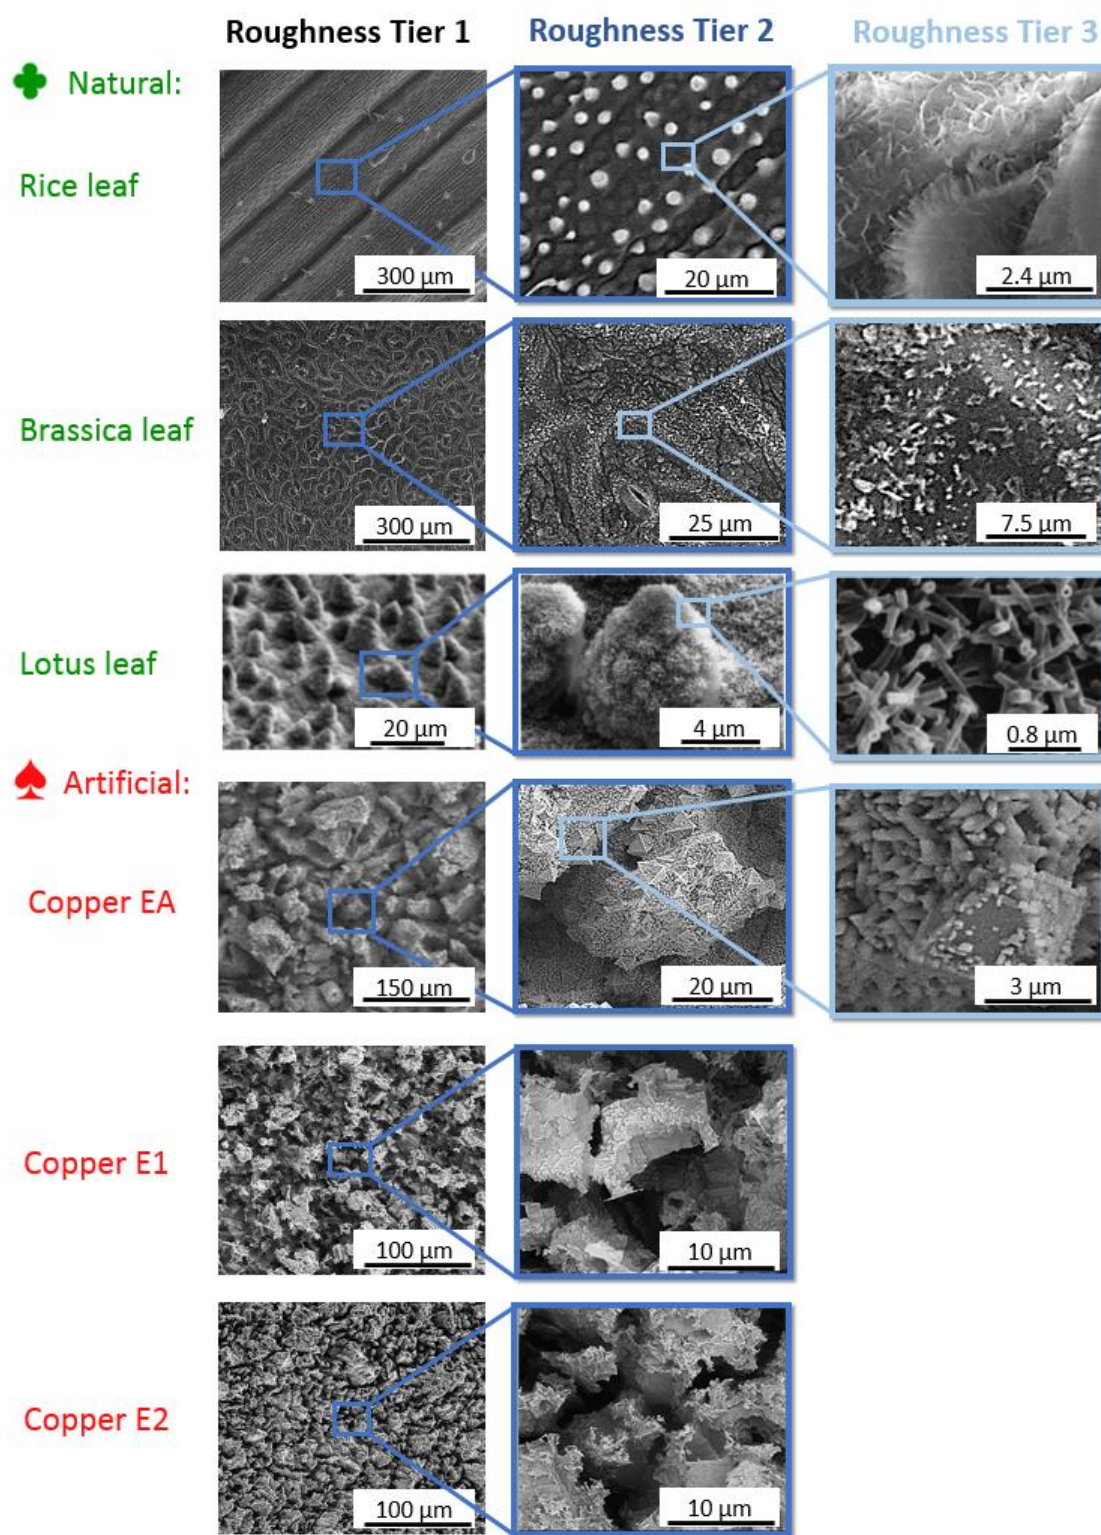 Roughness Tier 1 Roughness Tier 2 Roughness Tier 3
Natural:
Rice leaf
300 μm 20 μm 2.4 μm
Brassica leaf
300 μm 25 μm 7.5 μm
Lotus leaf
20 μm 4 μm 0.8 μm
Artificial:
Copper EA
150 μm 20 μm 3 μm
Copper E1
100 μm 10 μm
Copper E2
100 μm 10 μm